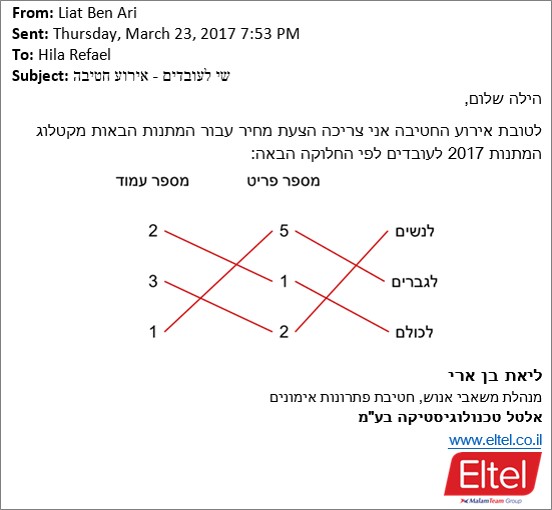 From: Liat Ben Ari
Sent: Thursday, March 23, 2017 7:53 PM
To: Hila Refael
Subject: שי לעובדים - אירוע חטיבה
הילה שלום,
לטובת אירוע החטיבה אני צריכה הצעת מחיר עבור המתנות הבאות מקטלוג
המתנות 2017 לעובדים לפי החלוקה הבאה:
מספר פריט מספר עמוד
לנשים 5 2
לגברים 1 3
לכולם 2 1
ליאת בן ארי
מנהלת משאבי אנוש, חטיבת פתרונות אימונים
אלטל טכנולוגיסטיקה בע"מ
www.eltel.co.il
Eltel
MalamTeam Group